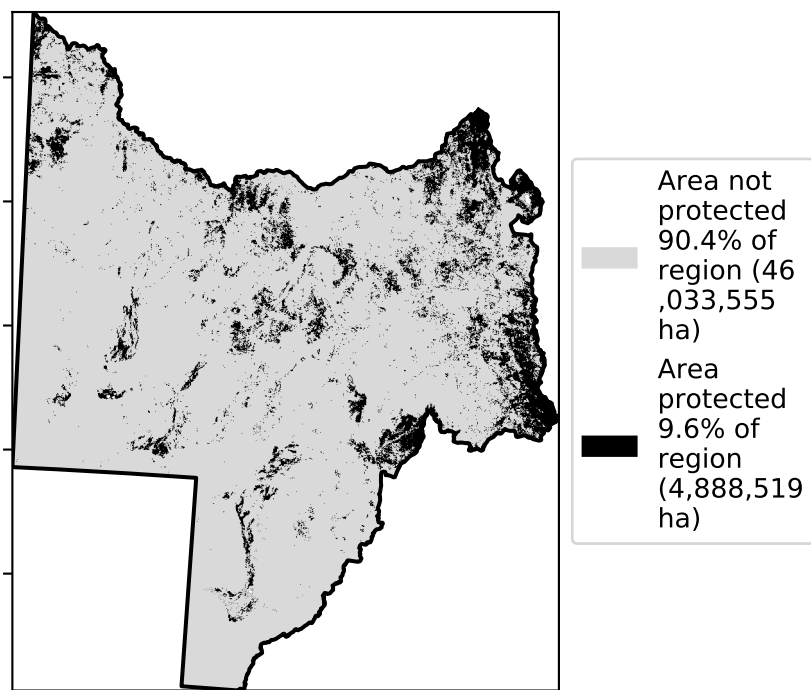 Area not
protected
90.4% of
region (46
,033,555
ha)
Area
protected
9.6% of
region
(4,888,519
ha)